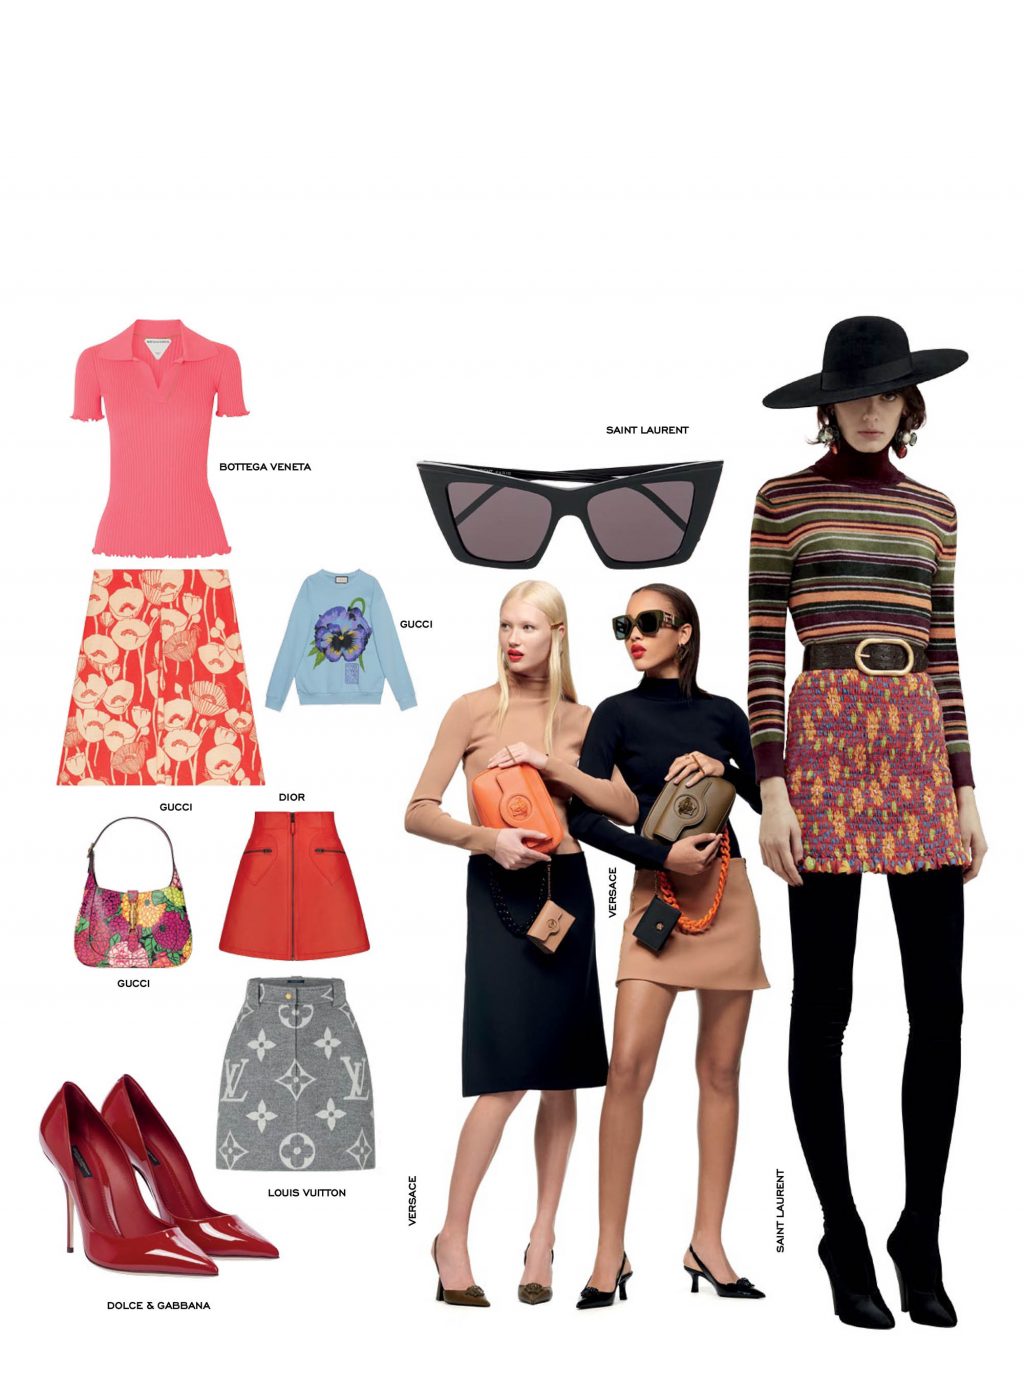 SAINT LAURENT
BOTTEGA VENETA
GUCCI
DIOR
GUCCI
VERSACE
GUCCI
LOUIS VUITTON
VERSACE
SAINT LAURENT
DOLCE & GABBANA